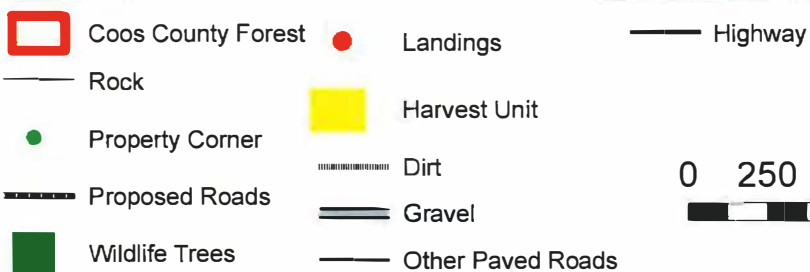 Coos County Forest
Rock
Property Corner
Proposed Roads
Wildlife Trees
Landings
Harvest Unit
Dirt
Gravel
Other Paved Roads
Highway
0 250